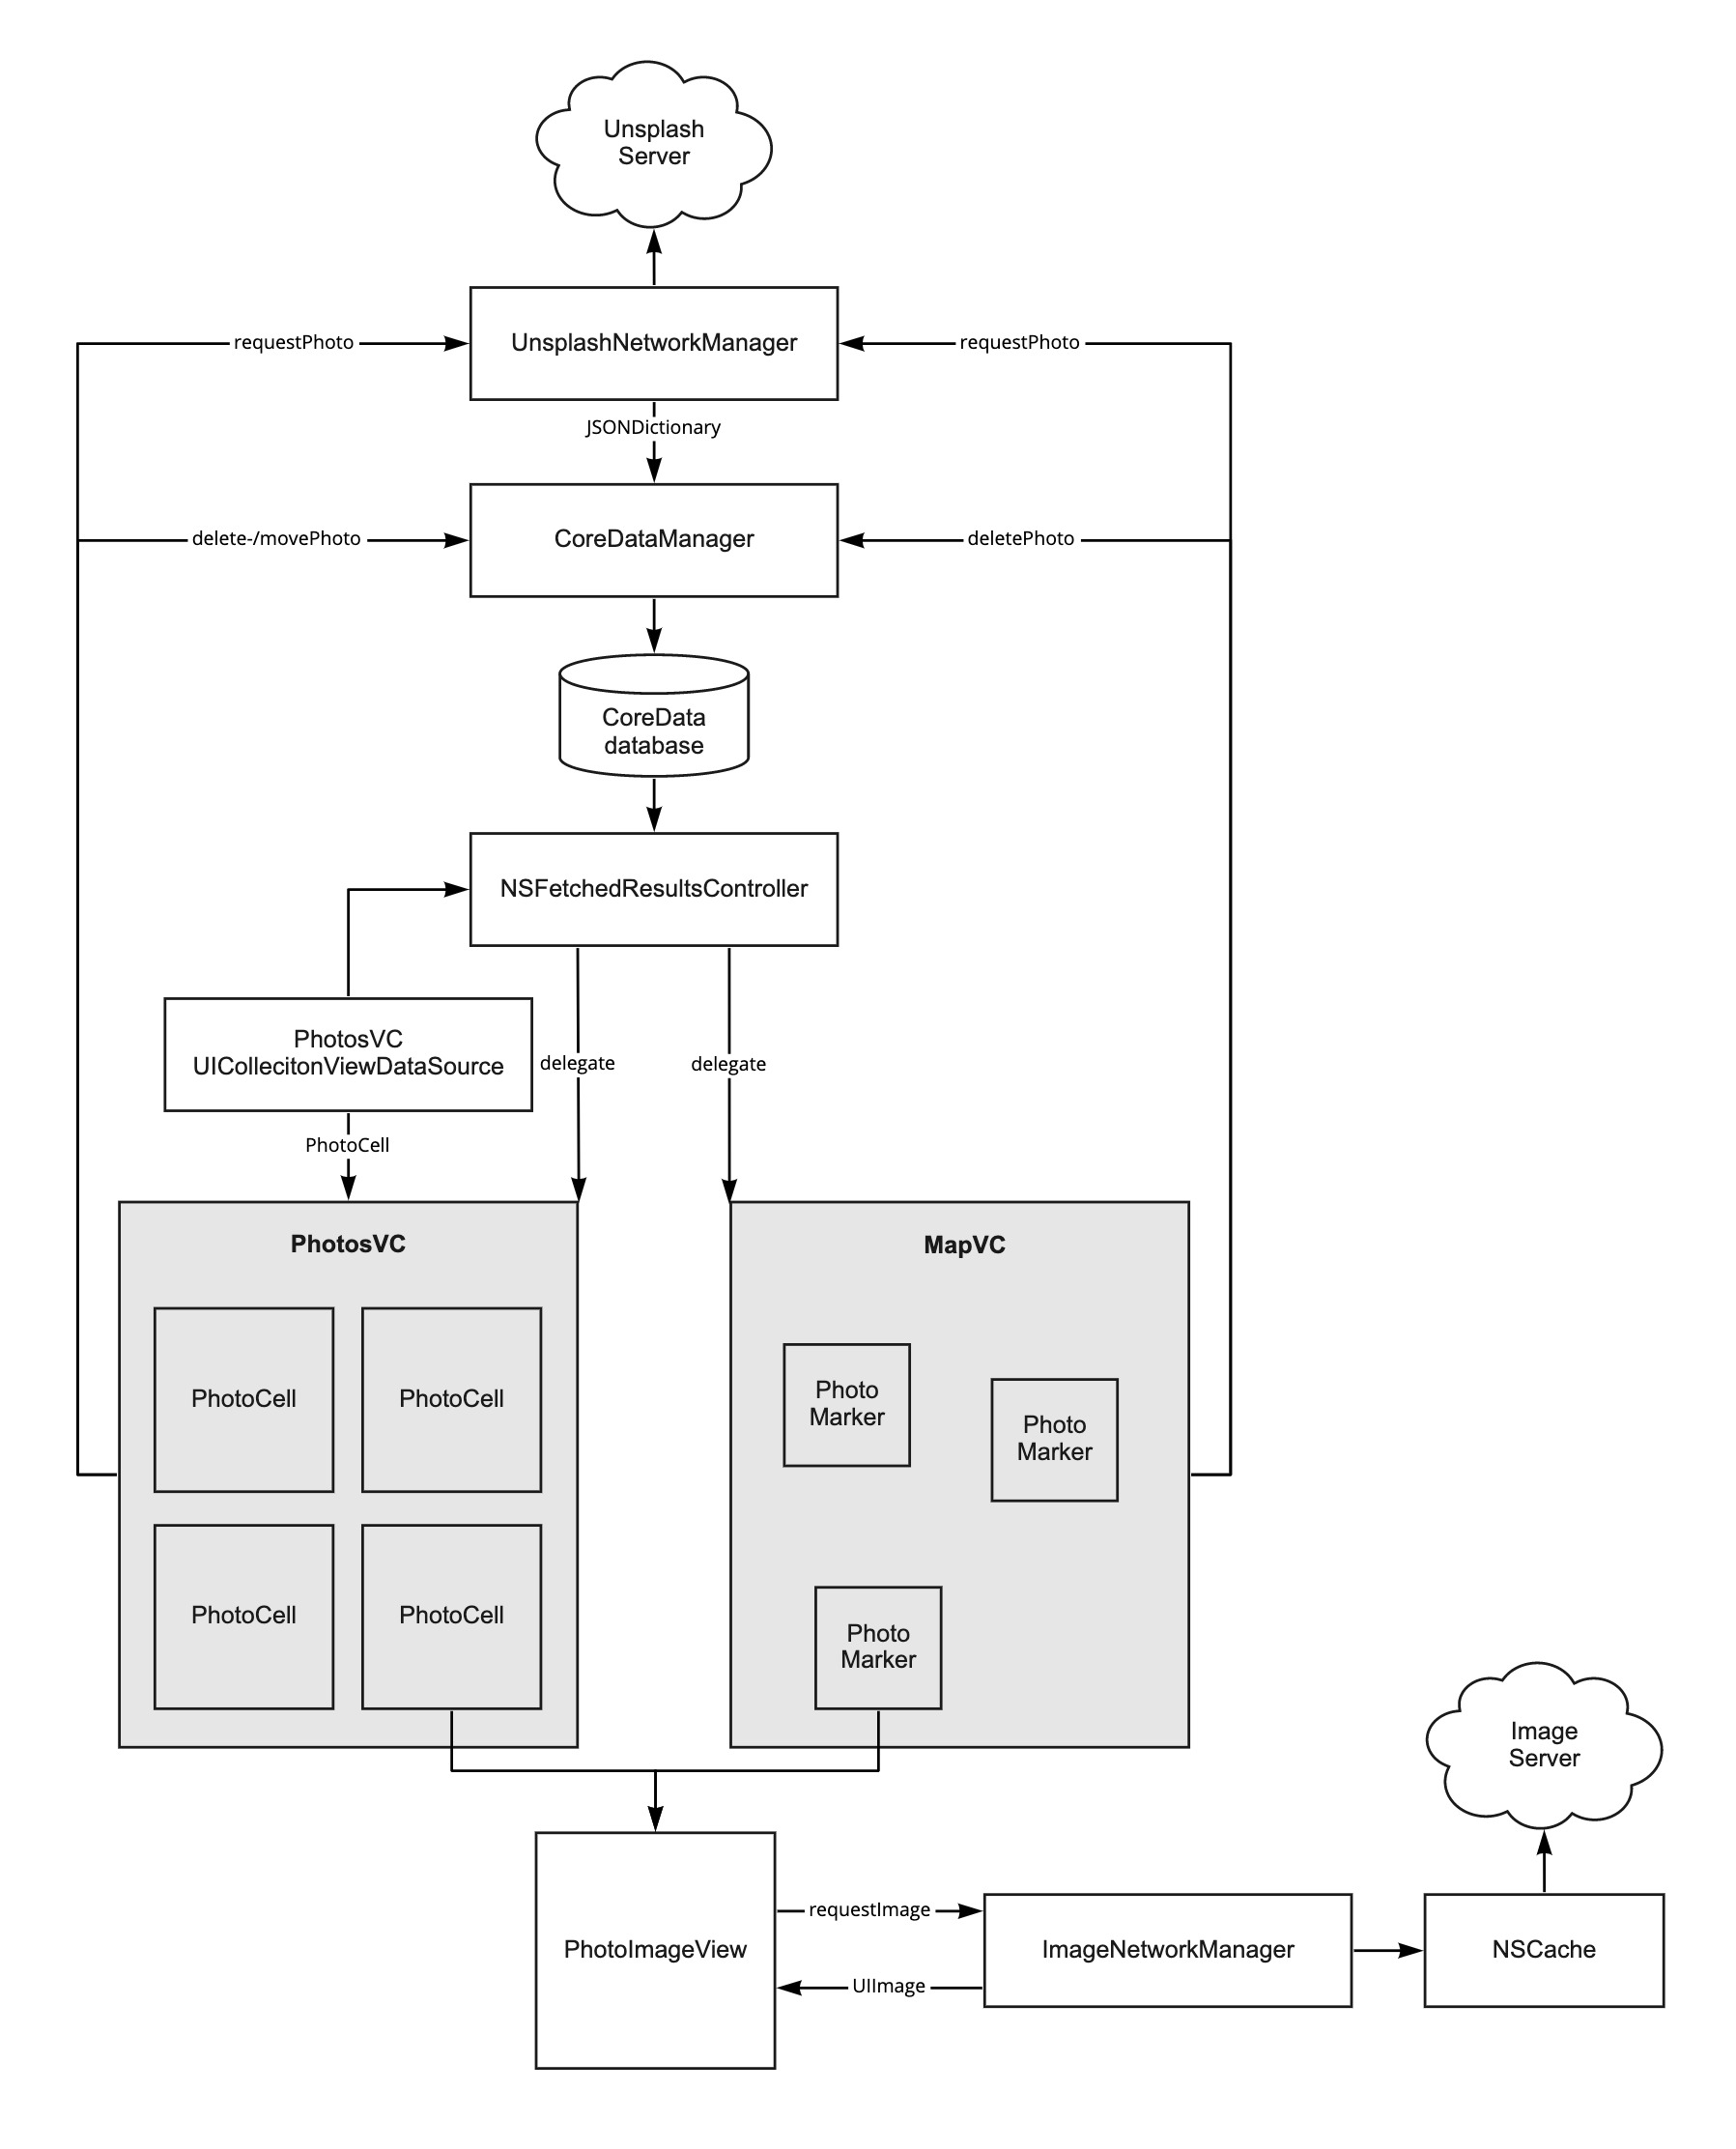 Unsplash
Server
requestPhoto
UnsplashNetworkManager
requestPhoto
JSONDictionary
delete-/movePhoto
CoreDataManager
deletePhoto
CoreData
database
NSFetchedResultsController
PhotosVC
UICollecitonViewDataSource
delegate
delegate
PhotoCell
PhotosVC
PhotoCell
PhotoCell
PhotoCell
PhotoCell
MapVC
Photo
Marker
Photo
Marker
Photo
Marker
Image
Server
PhotoImageView
requestImage
UIImage
ImageNetworkManager
NSCache